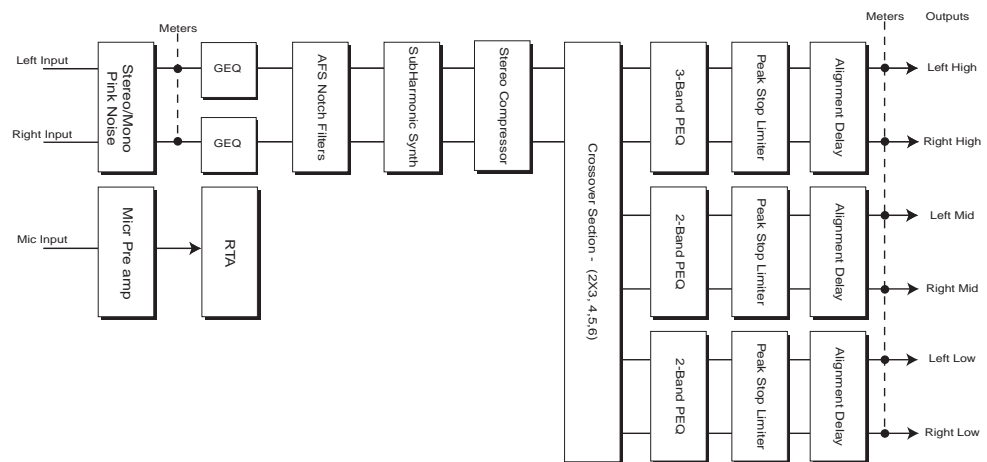 Meters
Meters
Outputs
Left Input
Right Input
Stereo/Mono
Pink Noise
GEQ
GEQ
AFS Notch Filters
SubHarmonic Synth
Stereo Compressor
Crossover Section - (2X3, 4,5,6)
3-Band PEQ
Peak Stop Limiter
Alignment Delay
Left High
Right High
Mic Input
Micr Pre amp
RTA
2-Band PEQ
Peak Stop Limiter
Alignment Delay
Left Mid
Right Mid
2-Band PEQ
Peak Stop Limiter
Alignment Delay
Left Low
Right Low